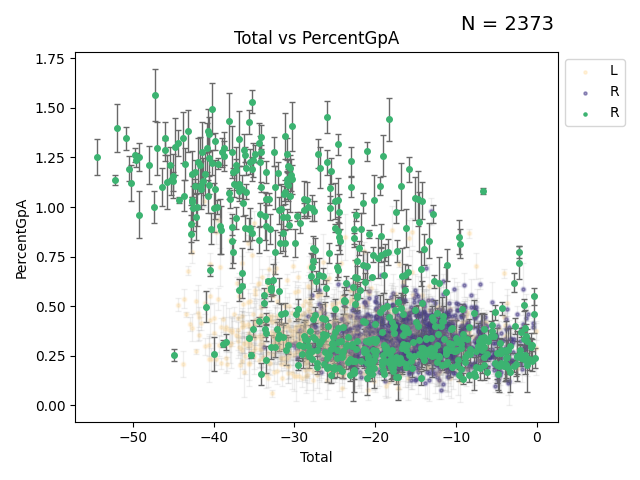 N = 2373
Total vs PercentGpA
L
R
R
PercentGpA
1.75
1.50
1.25
1.00
0.75
0.50
0.25
0.00
−50 −40 −30 −20 −10 0
Total